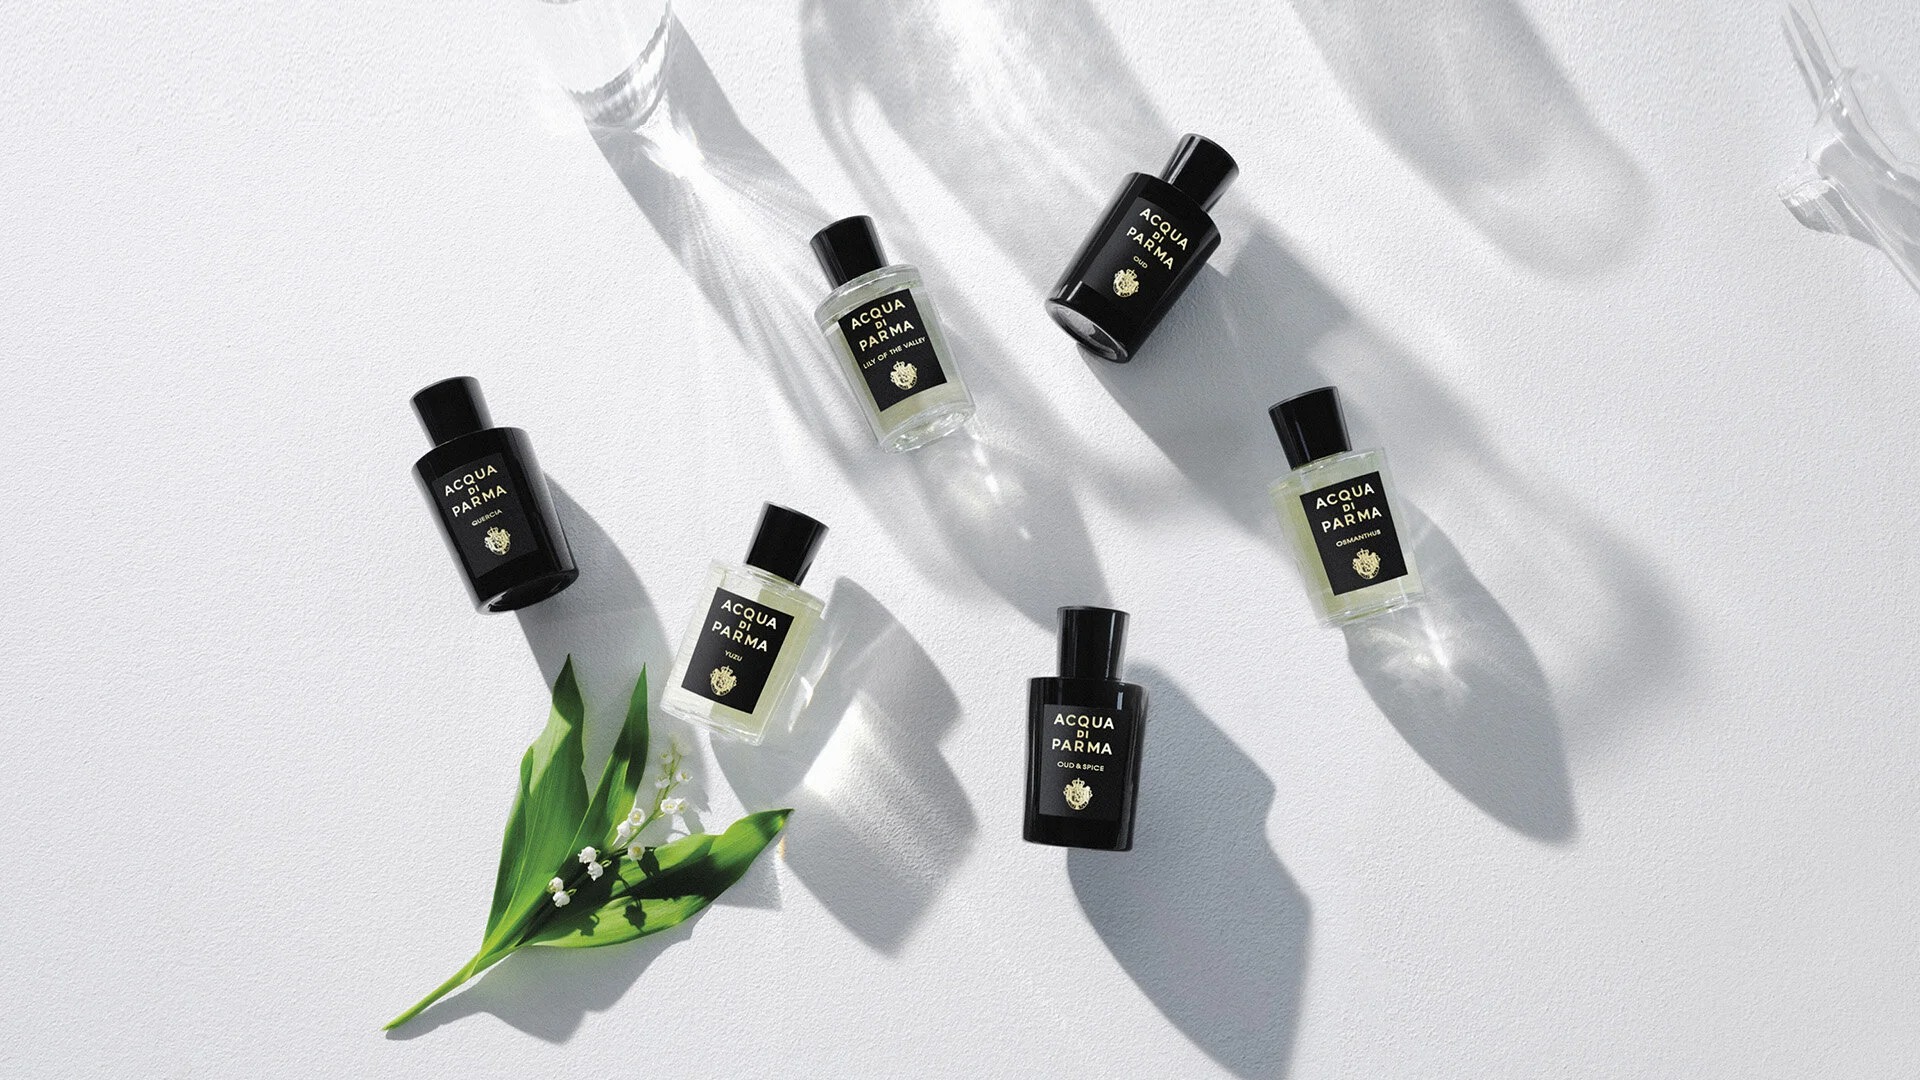 ACQUA
DI
PARMA
OUD
ACQUA
DI
PARMA
LILY OF THE VALLEY
ACQUA
DI
PARMA
QUERCIA
ACQUA
DI
PARMA
OSMANTHUS
ACQUA
DI
PARMA
YUZU
ACQUA
DI
PARMA
OUD & SPICE